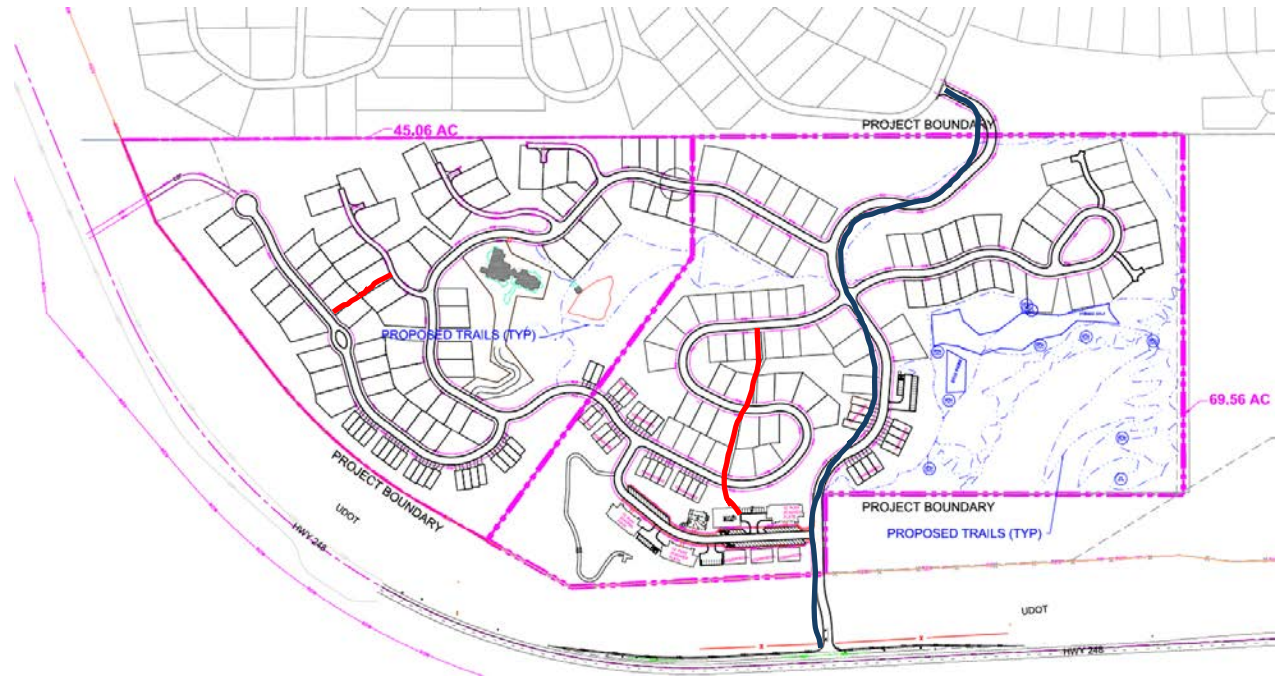 PROJECT BOUNDARY
45.06 AC
PROPOSED TRAILS (TYP)
69.56 AC
PROJECT BOUNDARY
PROJECT BOUNDARY
PROPOSED TRAILS (TYP)
UDOT
HWY 248
UDOT
HWY 248